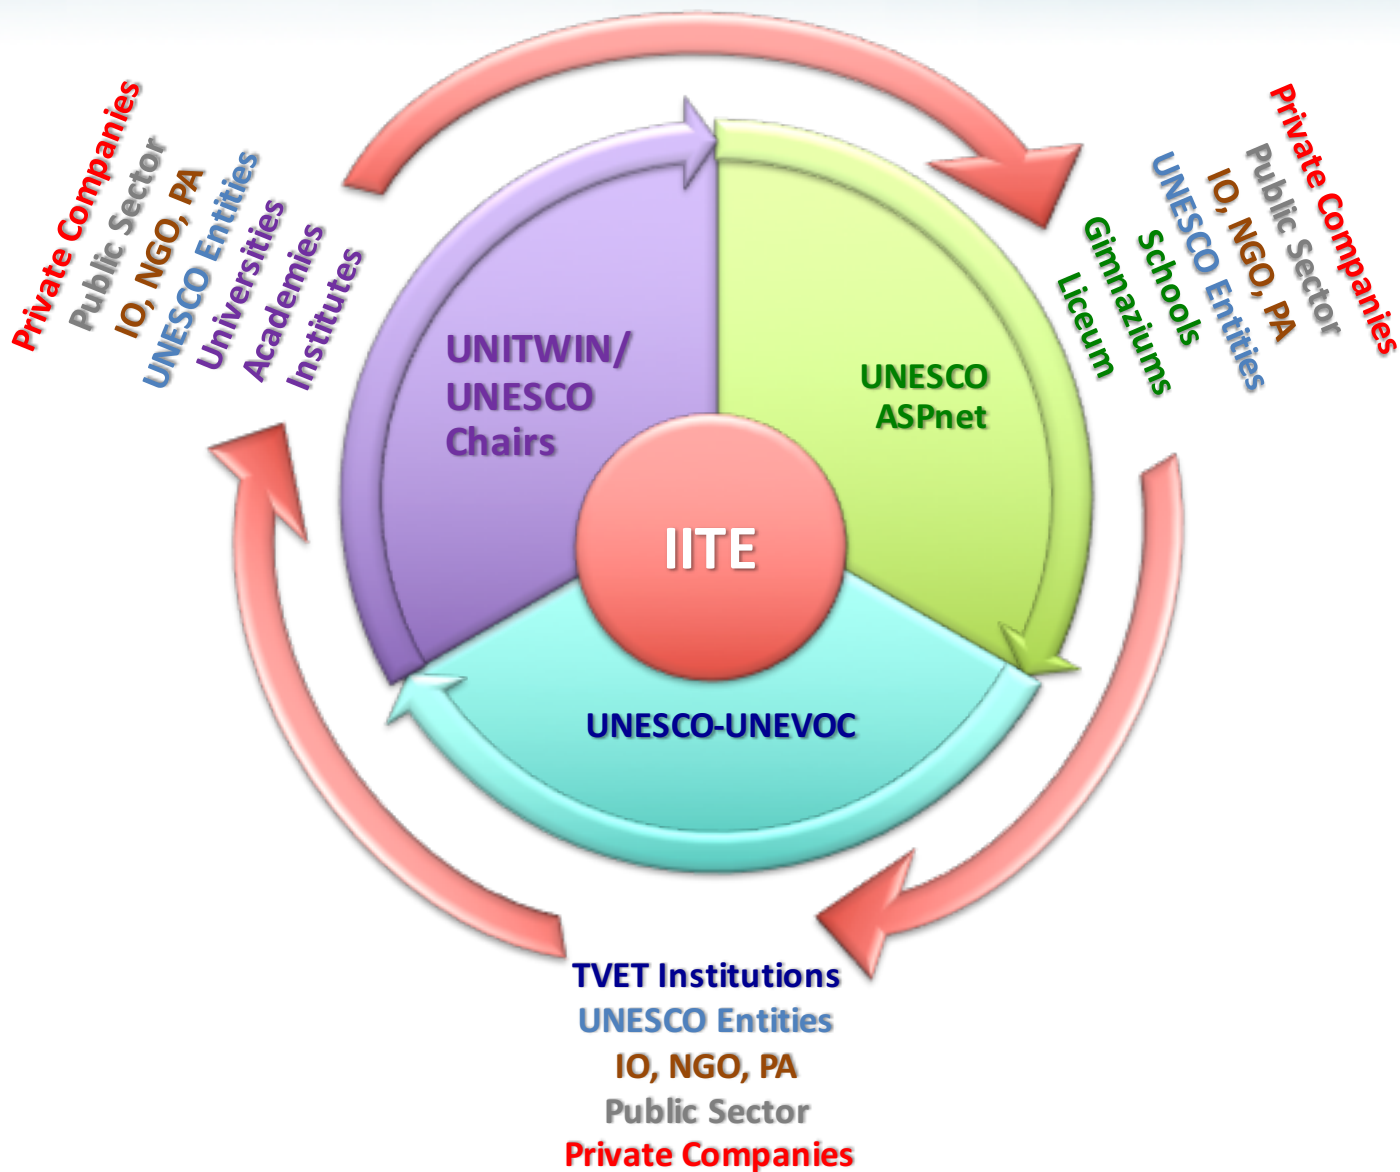 Private Companies
Public Sector
IO, NGO, PA
UNESCO Entities
Universities
Academies
Institutes
UNITWIN/
UNESCO
Chairs
UNESCO
ASPnet
IITE
UNESCO-UNEVOC
Private Companies
Public Sector
IO, NGO, PA
UNESCO Entities
Schools
Gimnaziums
Liceum
TVET Institutions
UNESCO Entities
IO, NGO, PA
Public Sector
Private Companies